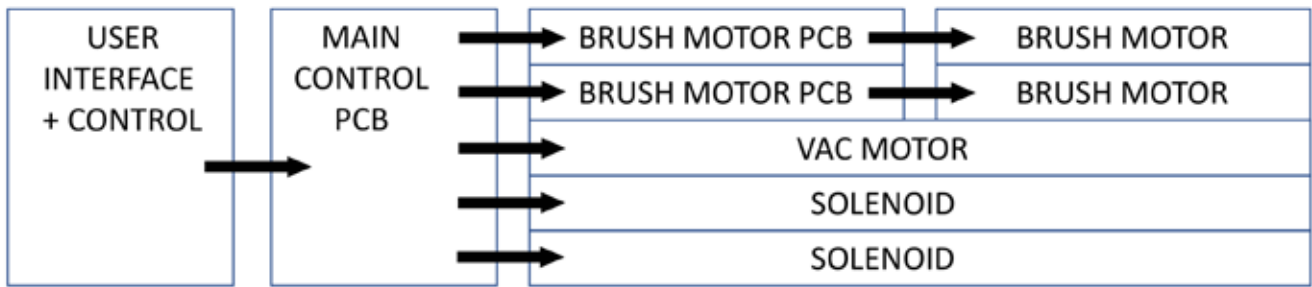 USER
INTERFACE
+ CONTROL
MAIN
CONTROL
PCB
BRUSH MOTOR PCB
BRUSH MOTOR
BRUSH MOTOR PCB
BRUSH MOTOR
VAC MOTOR
SOLENOID
SOLENOID